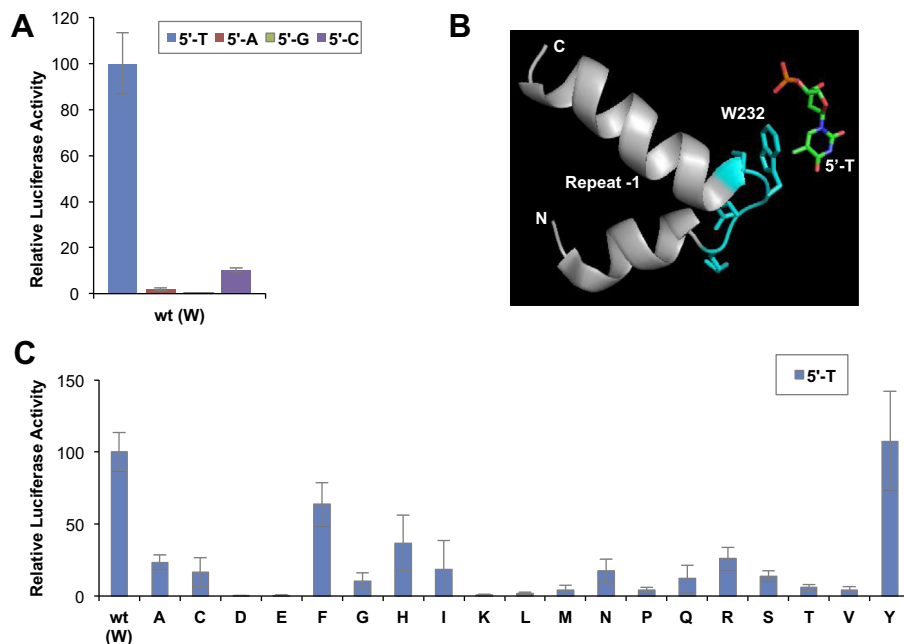 A
Relative Luciferase Activity
120
100
80
60
40
20
0
5'-T 5'-A 5'-G 5'-C
wt (W)
B
C
W232
5'-T
Repeat -1
N
C
Relative Luciferase Activity
150
100
50
0
5'-T
wt (W) A C D E F G H I K L M N P Q R S T V Y